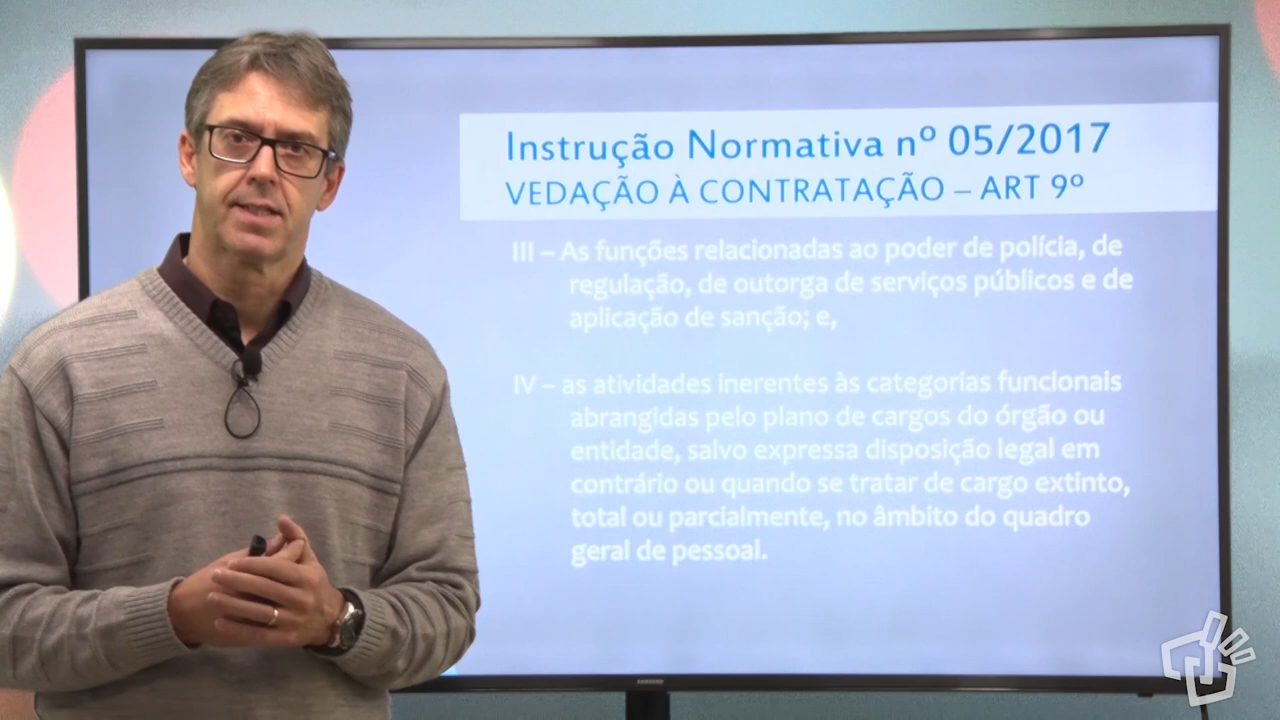 Instrução Normativa nº 05/2017
VEDAÇÃO À CONTRATAÇÃO – ART 9º
III – As funções relacionadas ao poder de polícia, de
regulação, de outorga de serviços públicos e de
aplicação de sanção; e,
IV – as atividades inerentes às categorias funcionais
abrangidas pelo plano de cargos do órgão ou
entidade, salvo expressa disposição legal em
contrário ou quando se tratar de cargo extinto,
total ou parcialmente, no âmbito do quadro
geral de pessoal.
SAMSUNG